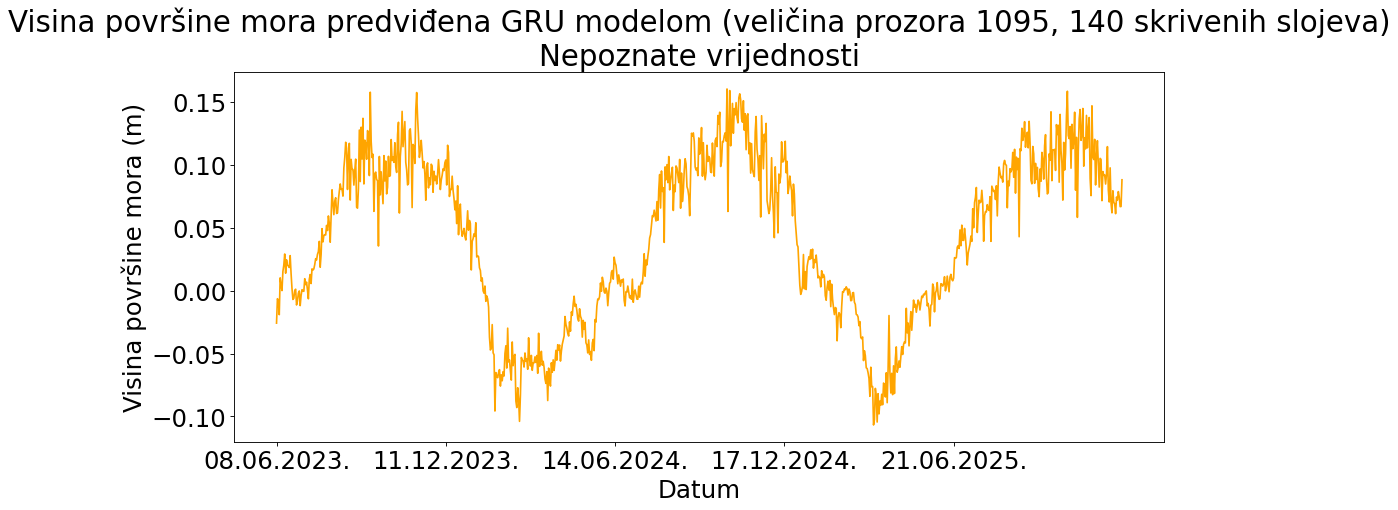 Visina površine mora predviđena GRU modelom (veličina prozora 1095, 140 skrivenih slojeva)
Nepoznate vrijednosti
Visina površine mora (m)
0.15
0.10
0.05
0.00
−0.05
−0.10
08.06.2023. 11.12.2023. 14.06.2024. 17.12.2024. 21.06.2025.
Datum